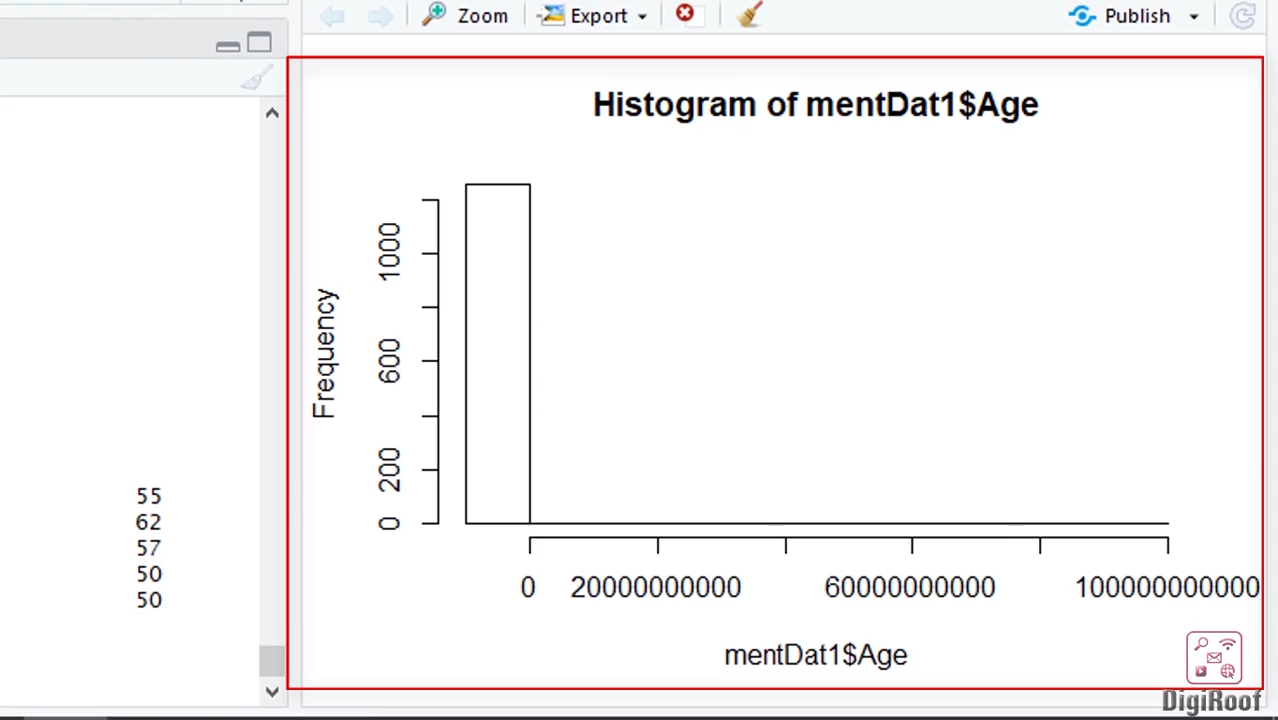 Zoom Export Publish
Histogram of mentDat1$Age
Frequency
1000
600
200
0
0 20000000000 60000000000 100000000000
mentDat1$Age
55
62
57
50
50
DigiRoof